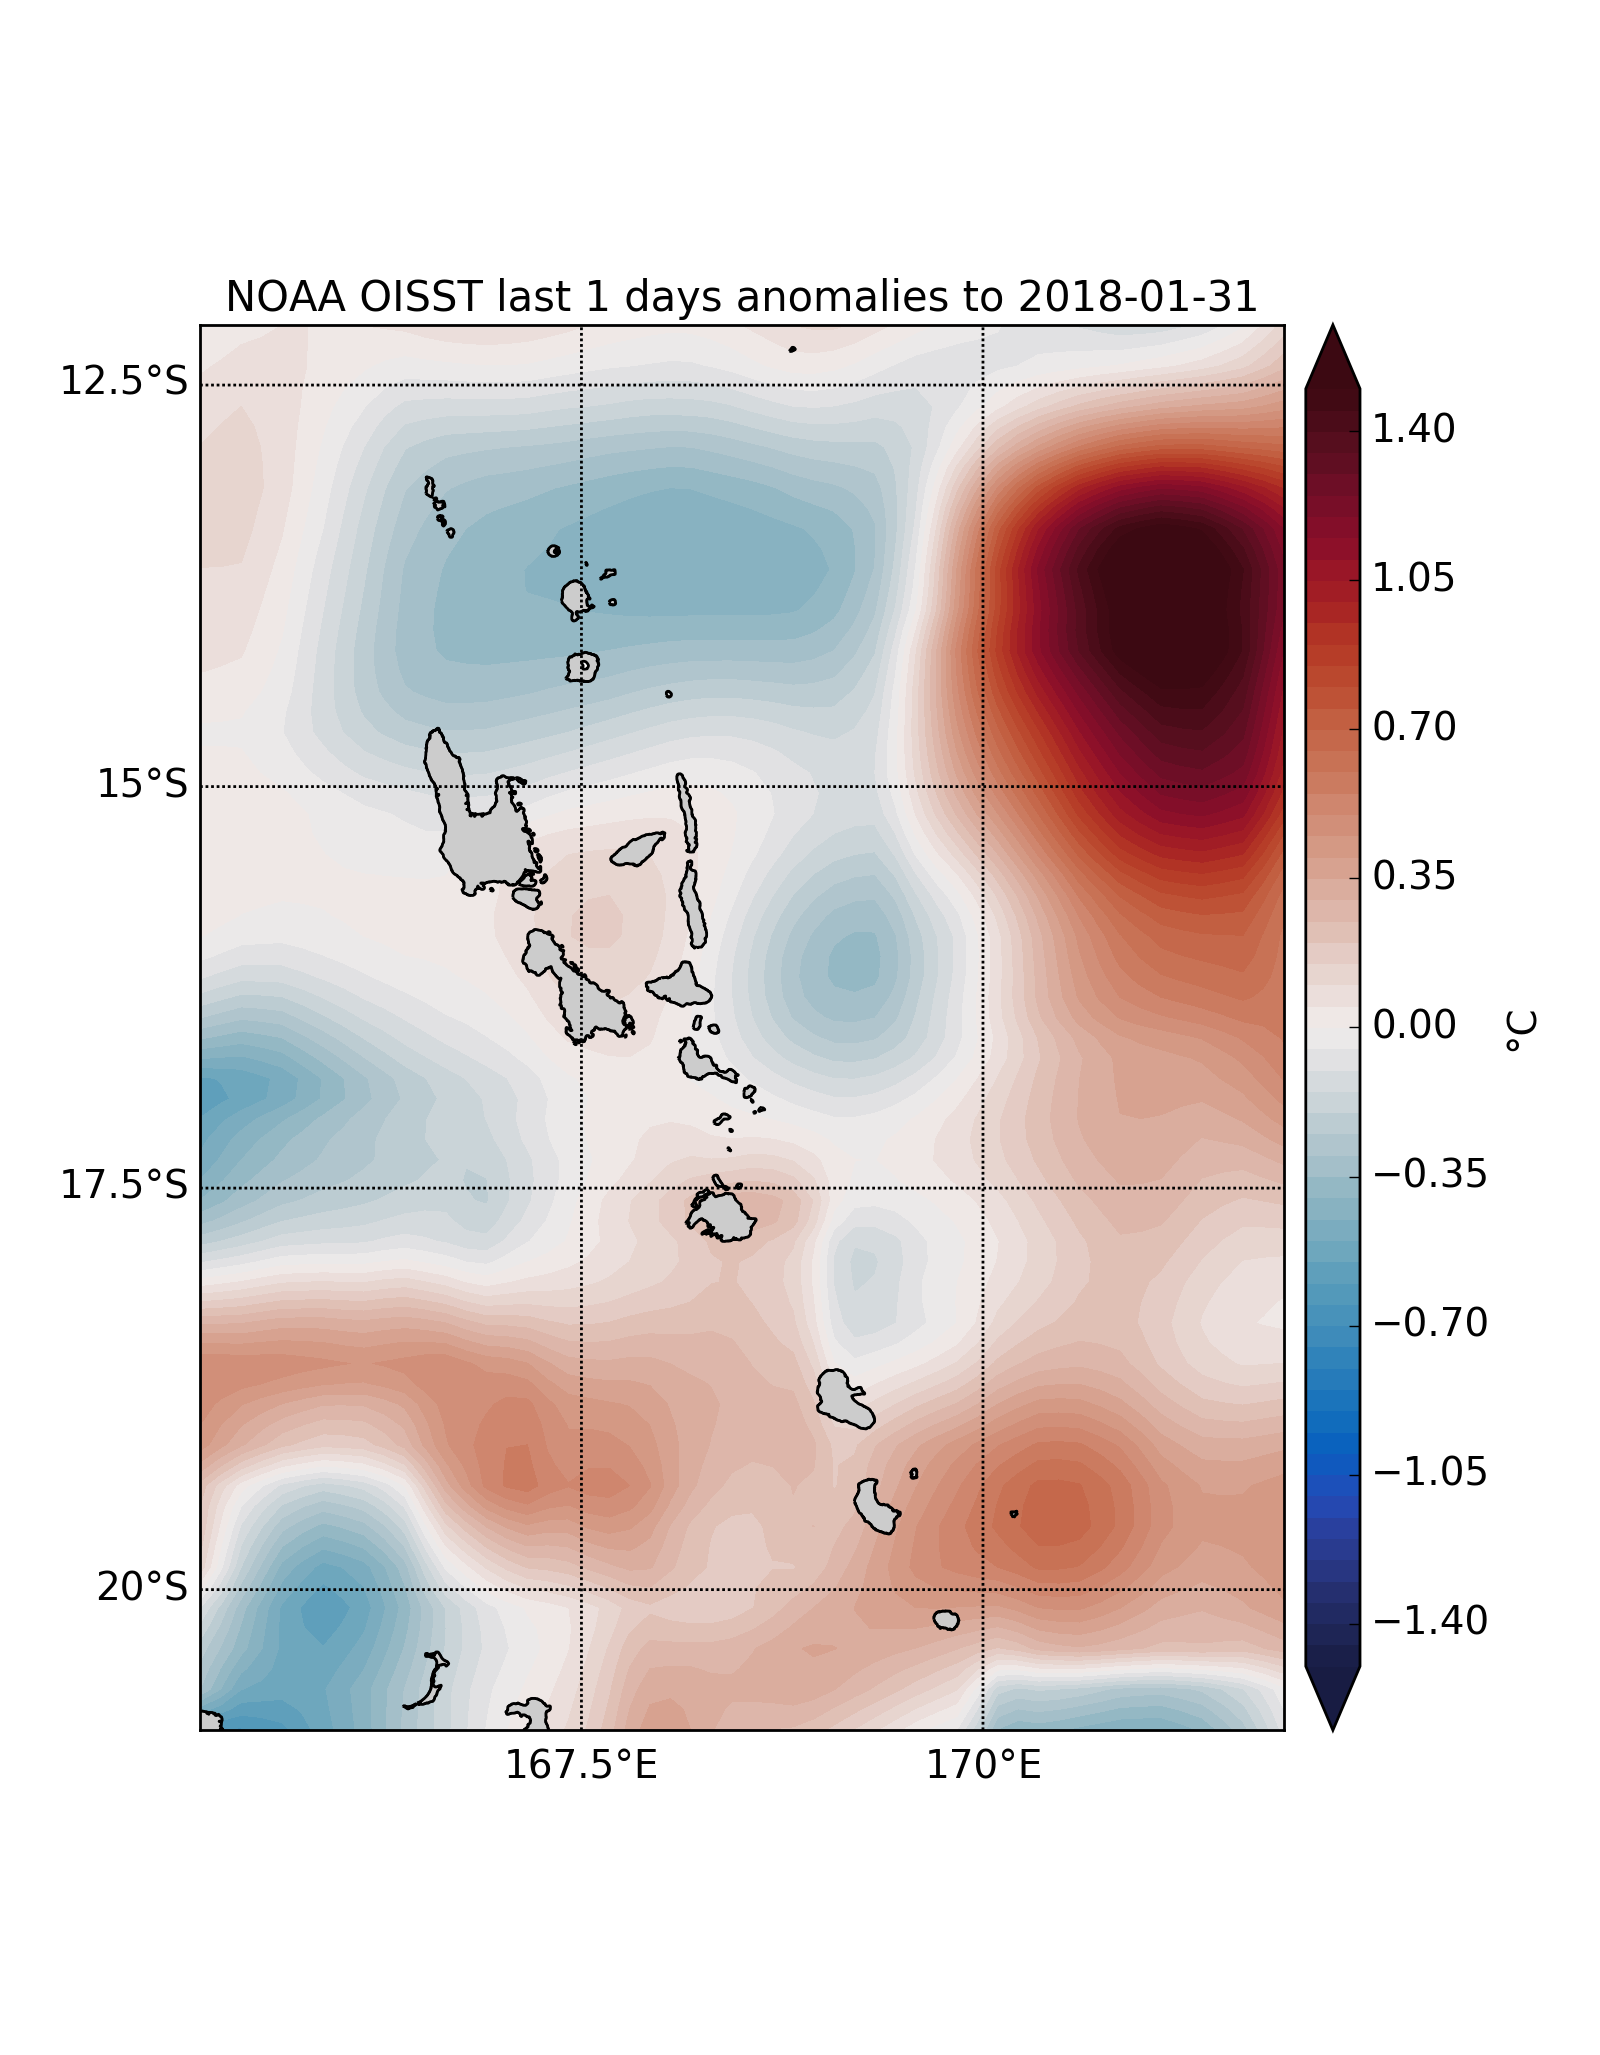 NOAA OISST last 1 days anomalies to 2018-01-31
12.5°S
15°S
17.5°S
20°S
167.5°E
170°E
1.40
1.05
0.70
0.35
0.00
−0.35
−0.70
−1.05
−1.40
°C